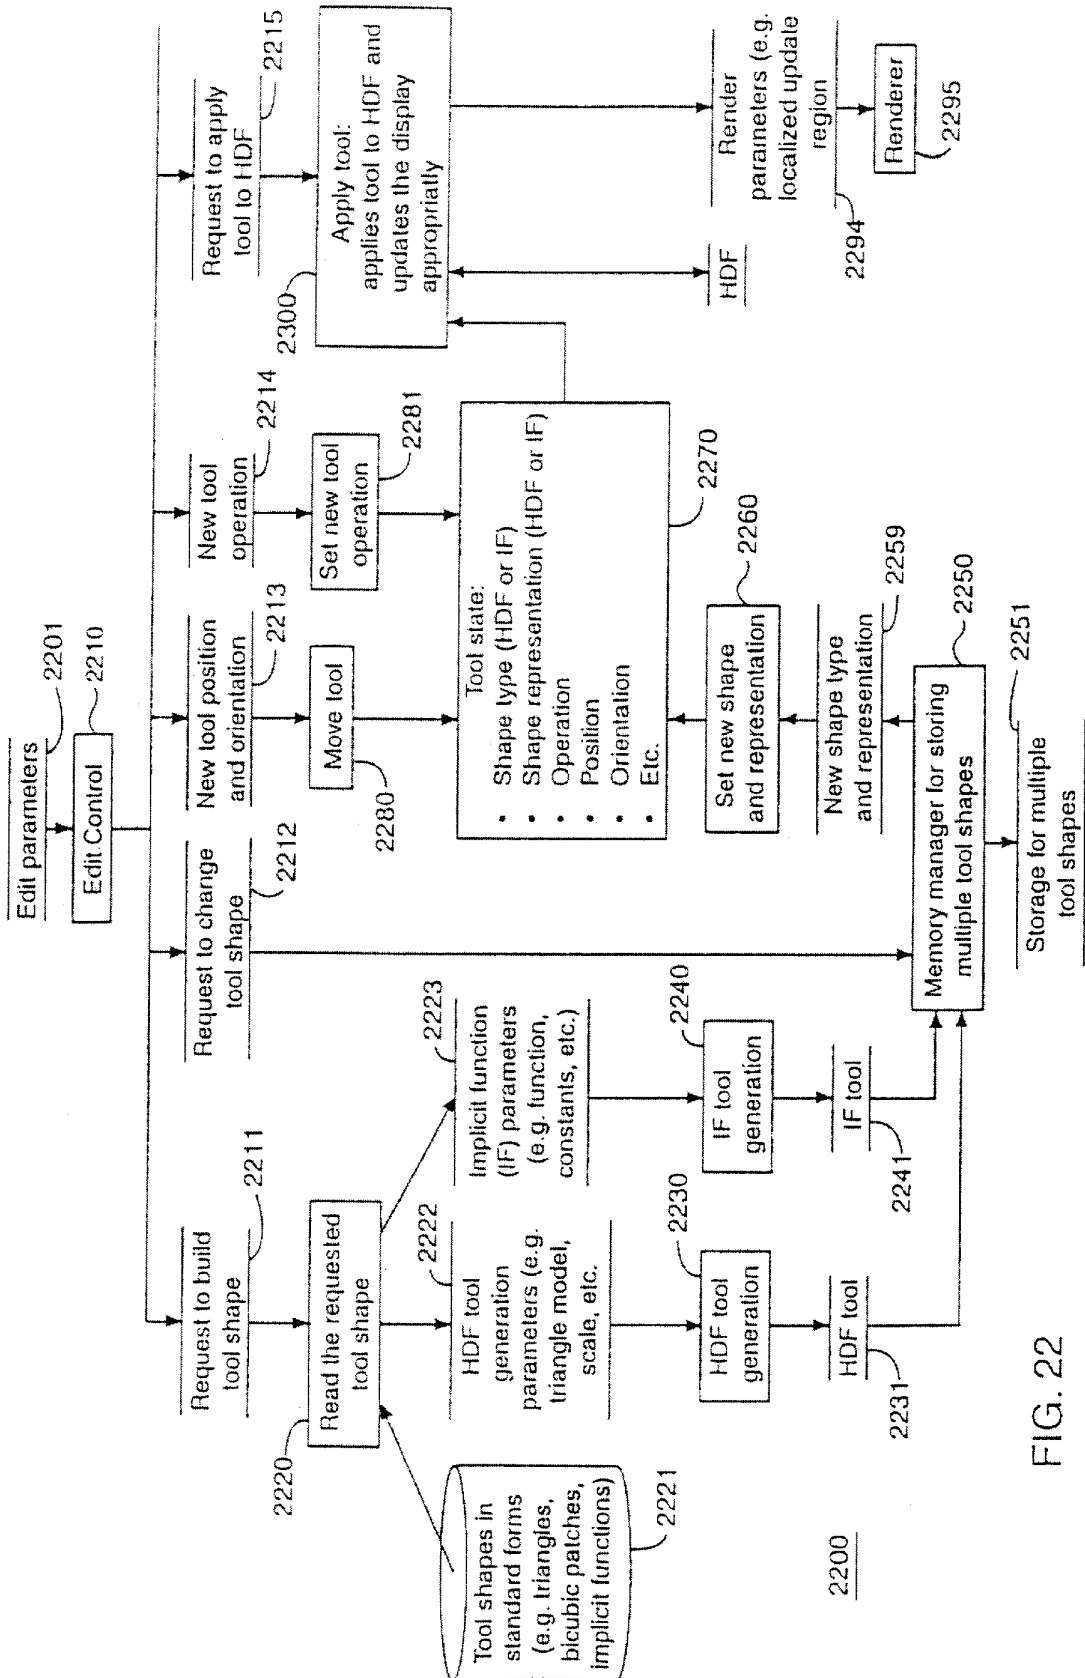 Edit parameters
2201
Edit Control
2210
Request to build
tool shape
2211
Request to change
tool shape
2212
New tool position
and orientation
2213
New tool
operation
2214
Request to apply
tool to HDF
2215
Read the requested
tool shape
2220
Move tool
2280
Set new tool
operation
2281
Apply tool:
applies tool to HDF and
updates the display
appropriatly
2300
Tool shapes in
standard forms
(e.g. triangles,
bicubic patches,
implicit functions)
2221
HDF tool
generation
parameters (e.g.
triangle model,
scale, etc.
2222
Implicit function
(IF) parameters
(e.g. function,
constants, etc.)
2223
Tool state:
• Shape type (HDF or IF)
• Shape representation (HDF or IF)
• Operation
• Position
• Orientation
• Etc.
2270
HDF tool
generation
2230
IF tool
generation
2240
Set new shape
and representation
2260
HDF
Render
parameters (e.g.
localized update
region
2294
HDF tool
2231
IF tool
2241
New shape type
and representation
2259
Renderer
2295
Memory manager for storing
multiple tool shapes
2250
Storage for multiple
tool shapes
2251
2200
FIG. 22